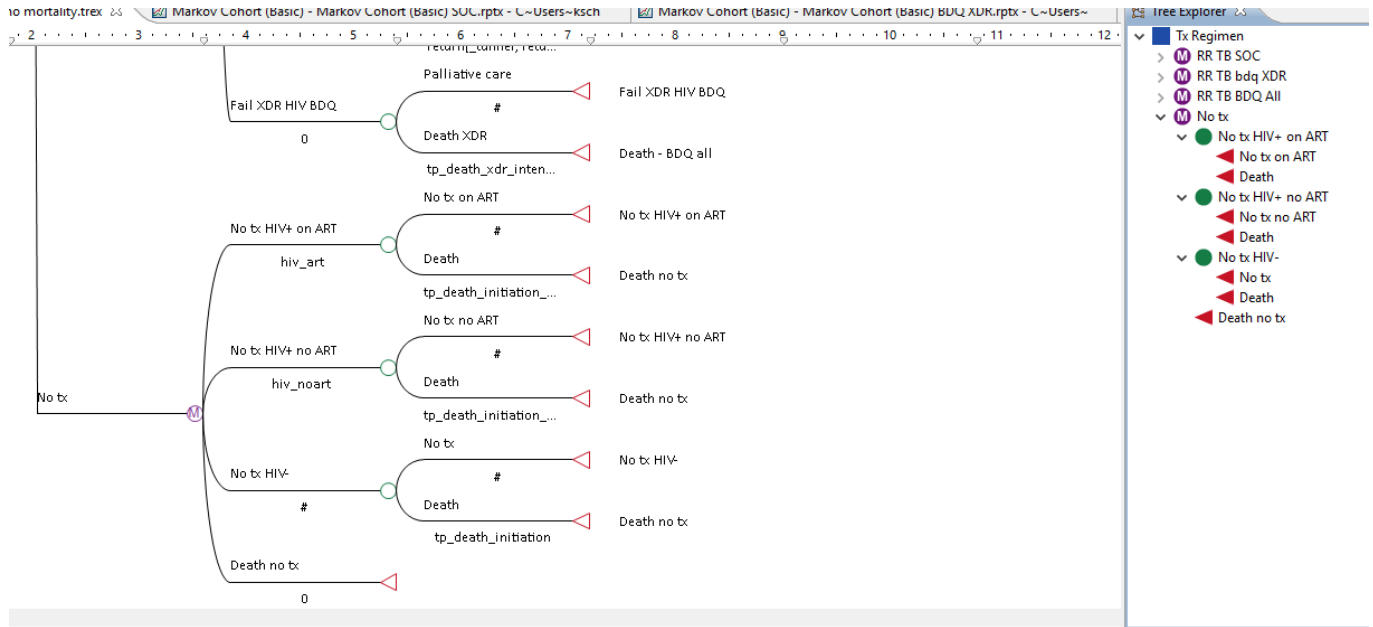 no mortality.trex
Markov Cohort (Basic) - Markov Cohort (Basic) SOC.rptx - C~Users~ksch
Markov Cohort (Basic) - Markov Cohort (Basic) BDQ XDR.rptx - C~Users~
Tree Explorer
2 3 4 5 6 7 8 9 10 11 12
Palliative care
Fail XDR HIV BDQ
#
Fail XDR HIV BDQ
0
Death XDR
Death - BDQ all
tp_death_xdr_inten...
No tx on ART
No tx HIV+ on ART
No tx HIV+ on ART
#
hiv_art
Death
Death no tx
tp_death_initiation_...
No tx no ART
No tx HIV+ no ART
No tx HIV+ no ART
#
hiv_noart
Death
Death no tx
tp_death_initiation_...
No tx
M
No tx
No tx HIV-
No tx HIV-
#
#
Death
Death no tx
tp_death_initiation
Death no tx
0
Tx Regimen
M RR TB SOC
M RR TB bdq XDR
M RR TB BDQ All
M No tx
No tx HIV+ on ART
No tx on ART
Death
No tx HIV+ no ART
No tx no ART
Death
No tx HIV-
No tx
Death
Death no tx